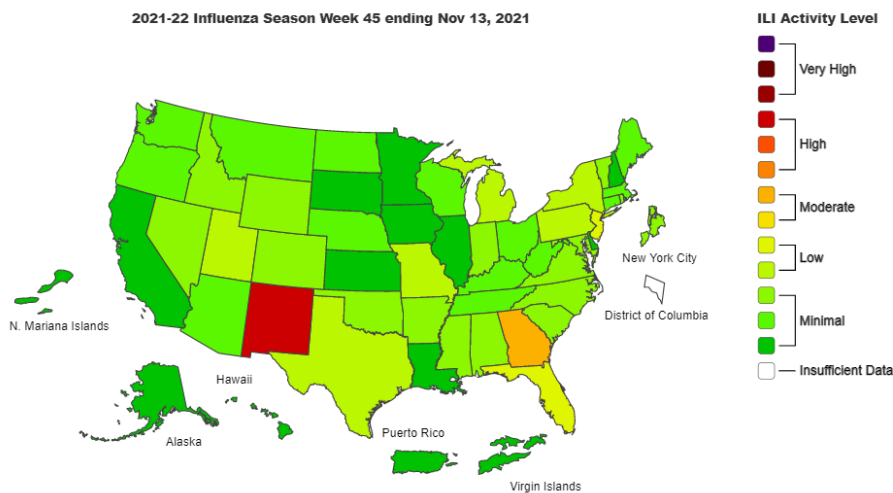 2021-22 Influenza Season Week 45 ending Nov 13, 2021
ILI Activity Level
Very High
High
Moderate
Low
Minimal
Insufficient Data
New York City
District of Columbia
N. Mariana Islands
Hawaii
Alaska
Puerto Rico
Virgin Islands